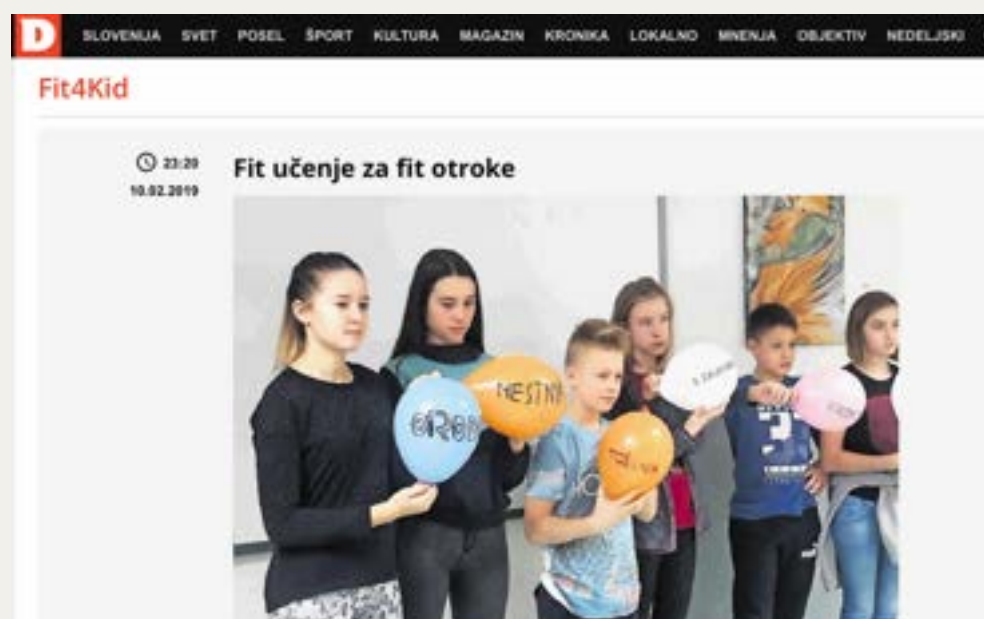 D SLOVENIJA SVET POSEL ŠPORT KULTURA MAGAZIN KRONIKA LOKALNO MNENJA OBJEKTIV NEDELJSKI
Fit4Kid
23:20
10.02.2019
Fit učenje za fit otroke